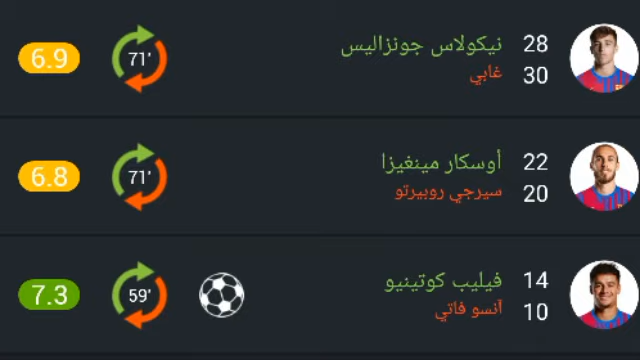 28 نيكولاس جونزاليس 71' 6.9
30 غابي
22 أوسكار مينغيزا 71' 6.8
20 سيرجي روبيرتو
14 فيليب كوتينيو 59' 7.3
10 آنسو فاتي